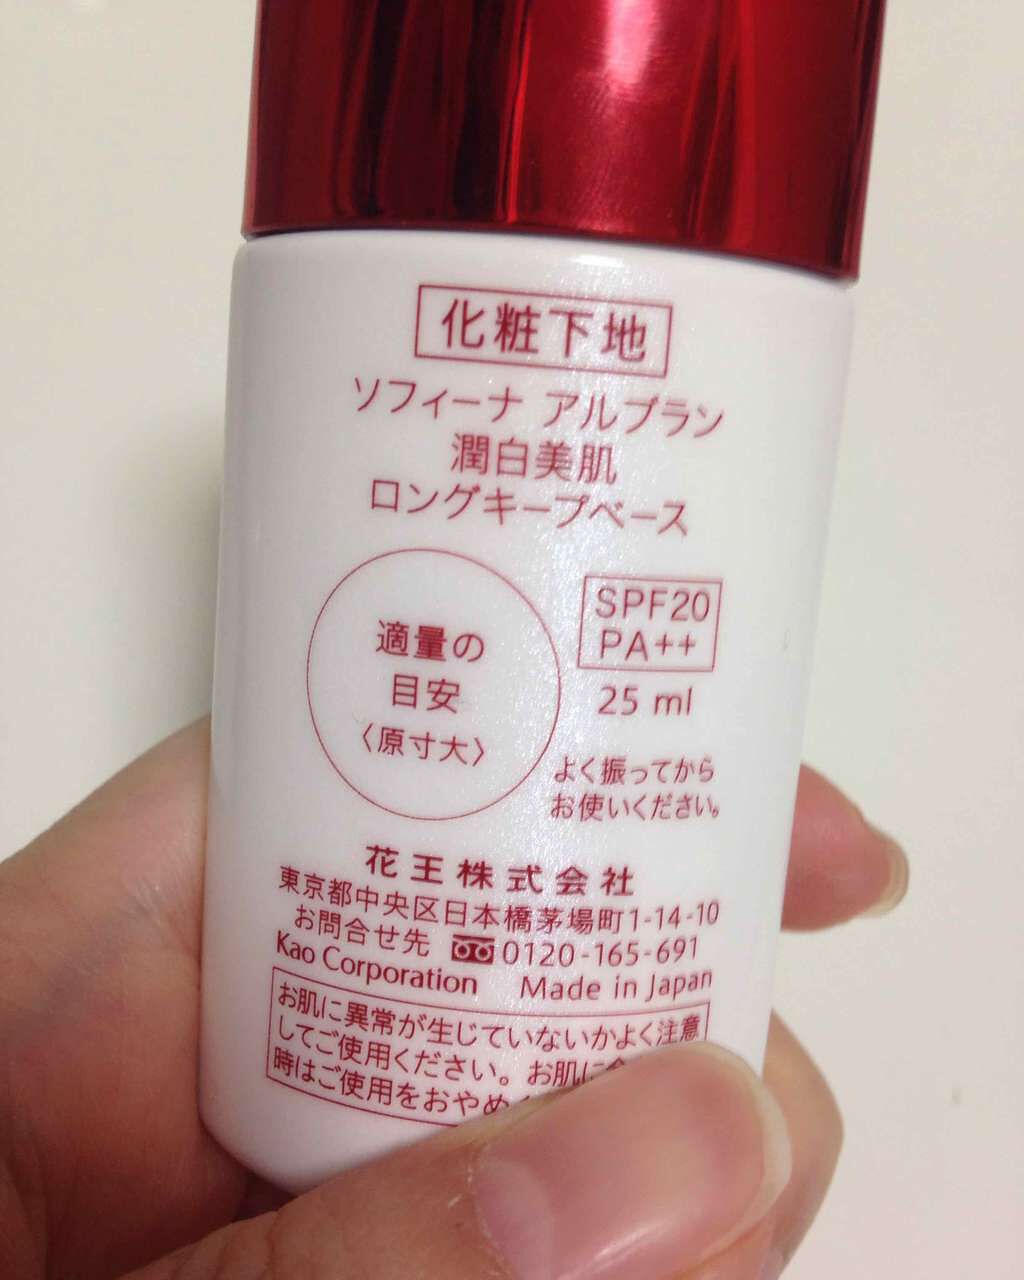 化粧下地
ソフィーナ アルブラン
潤白美肌
ロングキープベース
適量の
目安
〈原寸大〉
SPF20
PA++
25 ml
よく振ってから
お使いください。
花王株式会社
東京都中央区日本橋茅場町1-14-10
お問合せ先 0120-165-691
Kao Corporation Made in Japan
お肌に異常が生じていないかよく注意
してご使用ください。お肌に
時はご使用をおやめ